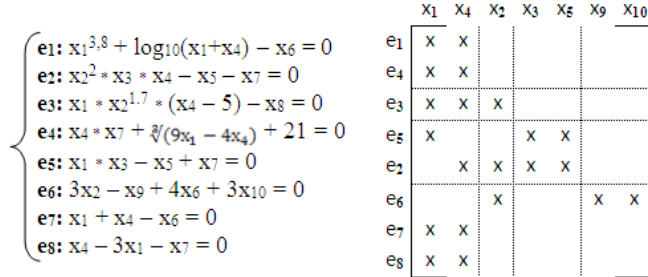 e1: x1^3,8 + log10(x1+x4) – x6 = 0
e2: x2^2 * x3 * x4 – x5 – x7 = 0
e3: x1 * x2^1.7 * (x4 – 5) – x8 = 0
e4: x4 * x7 + ∛(9x1 – 4x4) + 21 = 0
e5: x1 * x3 – x5 + x7 = 0
e6: 3x2 – x9 + 4x6 + 3x10 = 0
e7: x1 + x4 – x6 = 0
e8: x4 – 3x1 – x7 = 0
x1 x4 x2 x3 x5 x9 x10
e1 x x
e4 x x
e3 x x x
e5 x x x
e2 x x x x
e6 x x x
e7 x x
e8 x x